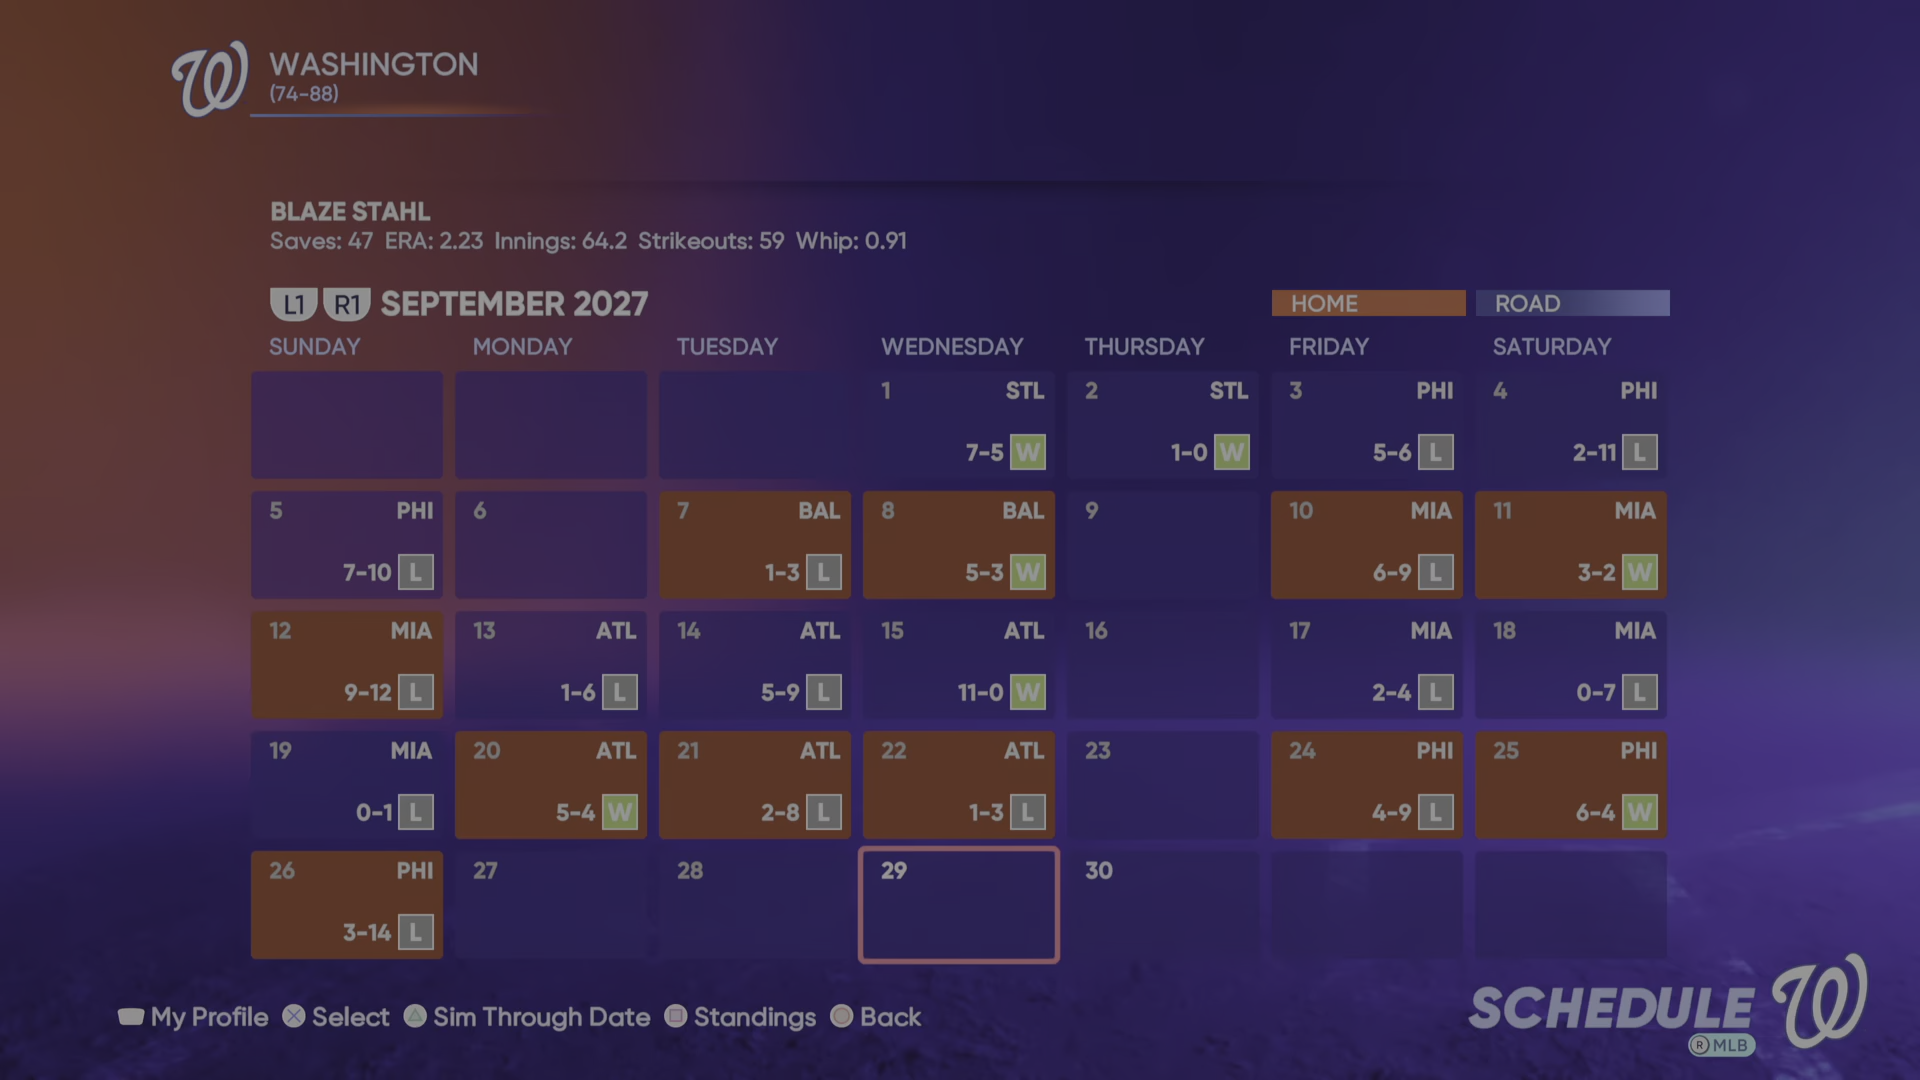 WASHINGTON
(74-88)
BLAZE STAHL
Saves: 47 ERA: 2.23 Innings: 64.2 Strikeouts: 59 Whip: 0.91
L1 R1 SEPTEMBER 2027 HOME ROAD
SUNDAY MONDAY TUESDAY WEDNESDAY THURSDAY FRIDAY SATURDAY
1 STL 2 STL 3 PHI 4 PHI
7-5 W 1-0 W 5-6 L 2-11 L
5 PHI 6 7 BAL 8 BAL 9 10 MIA 11 MIA
7-10 L 1-3 L 5-3 W 6-9 L 3-2 W
12 MIA 13 ATL 14 ATL 15 ATL 16 17 MIA 18 MIA
9-12 L 1-6 L 5-9 L 11-0 W 2-4 L 0-7 L
19 MIA 20 ATL 21 ATL 22 ATL 23 24 PHI 25 PHI
0-1 L 5-4 W 2-8 L 1-3 L 4-9 L 6-4 W
26 PHI 27 28 29 30
3-14 L
My Profile Select Sim Through Date Standings Back
SCHEDULE W
R MLB